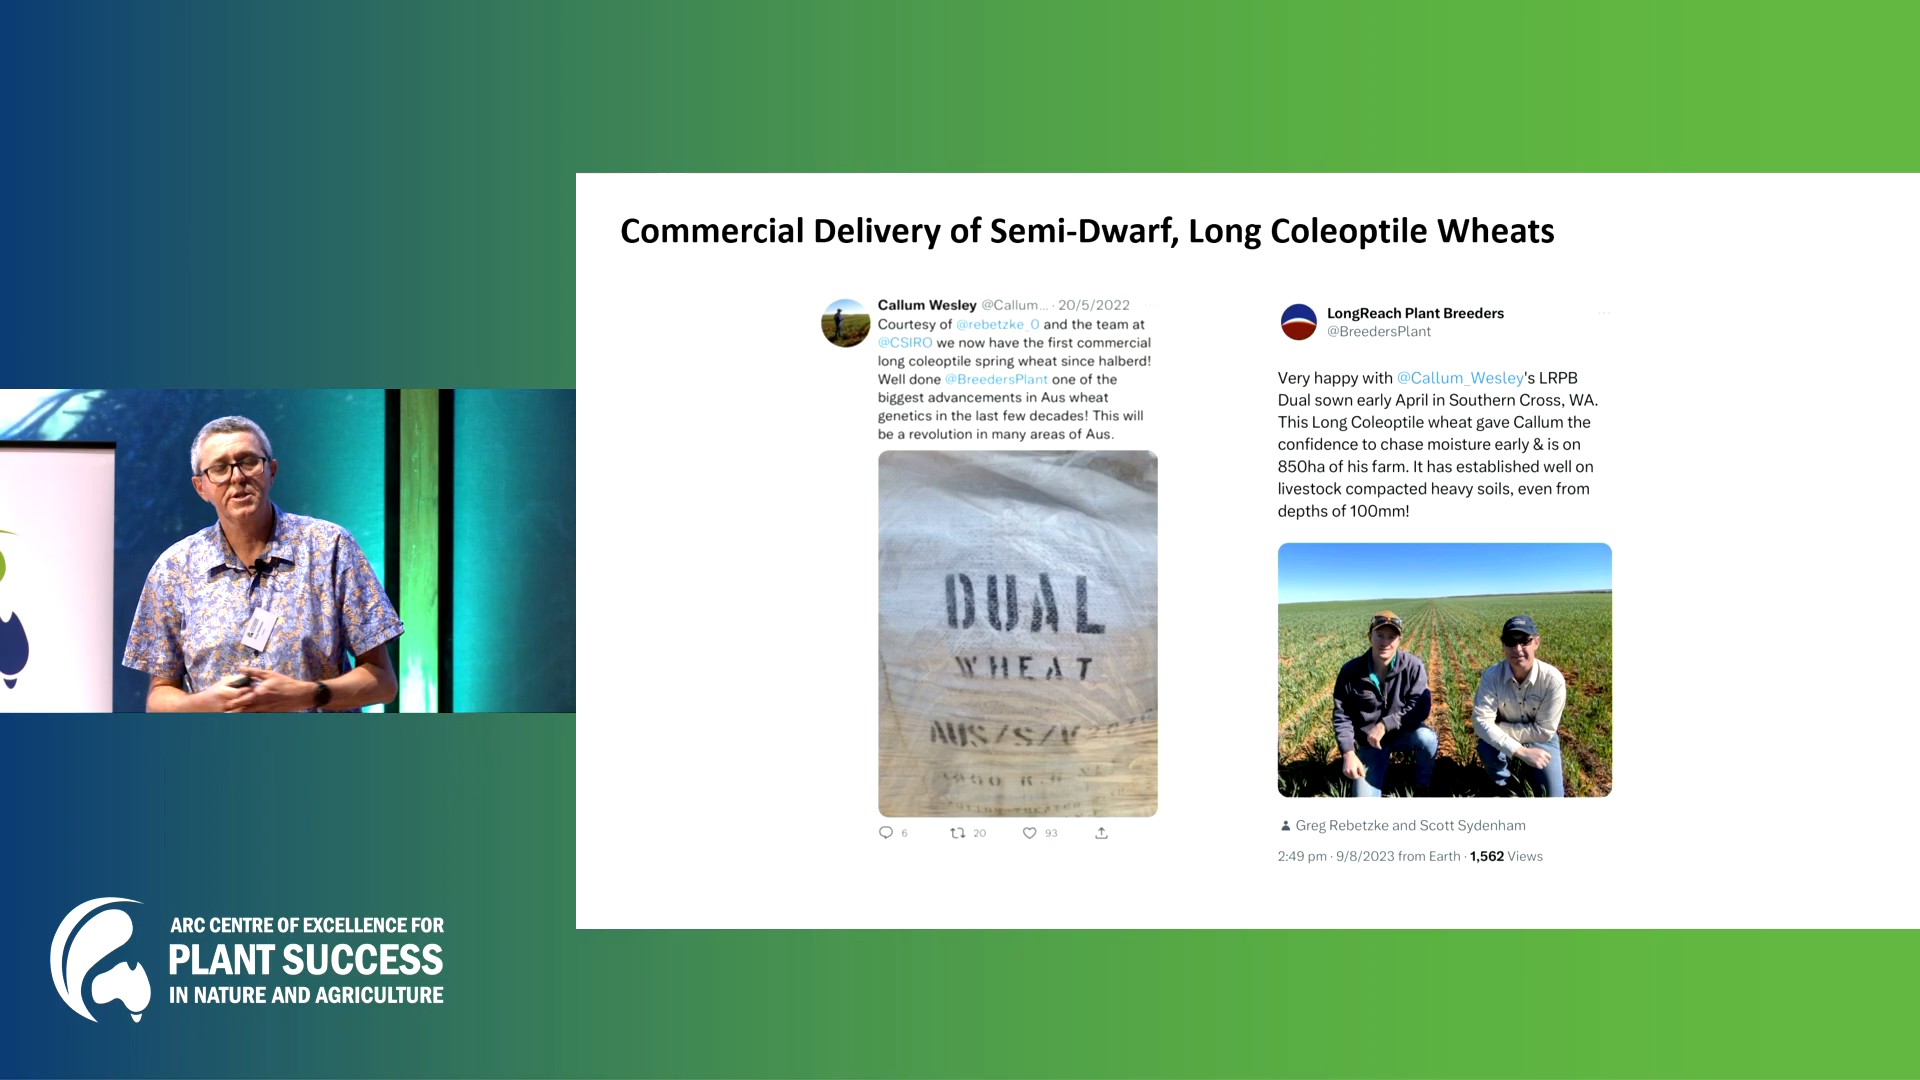 Commercial Delivery of Semi-Dwarf, Long Coleoptile Wheats
Callum Wesley @Callum... · 20/5/2022
Courtesy of @rebetzke_0 and the team at
@CSIRO we now have the first commercial
long coleoptile spring wheat since halberd!
Well done @BreedersPlant one of the
biggest advancements in Aus wheat
genetics in the last few decades! This will
be a revolution in many areas of Aus.
DUAL
WHEAT
AUS/S/
6 20 93
LongReach Plant Breeders
@BreedersPlant
Very happy with @Callum_Wesley's LRPB
Dual sown early April in Southern Cross, WA.
This Long Coleoptile wheat gave Callum the
confidence to chase moisture early & is on
850ha of his farm. It has established well on
livestock compacted heavy soils, even from
depths of 100mm!
Greg Rebetzke and Scott Sydenham
2:49 pm · 9/8/2023 from Earth · 1,562 Views
ARC CENTRE OF EXCELLENCE FOR
PLANT SUCCESS
IN NATURE AND AGRICULTURE